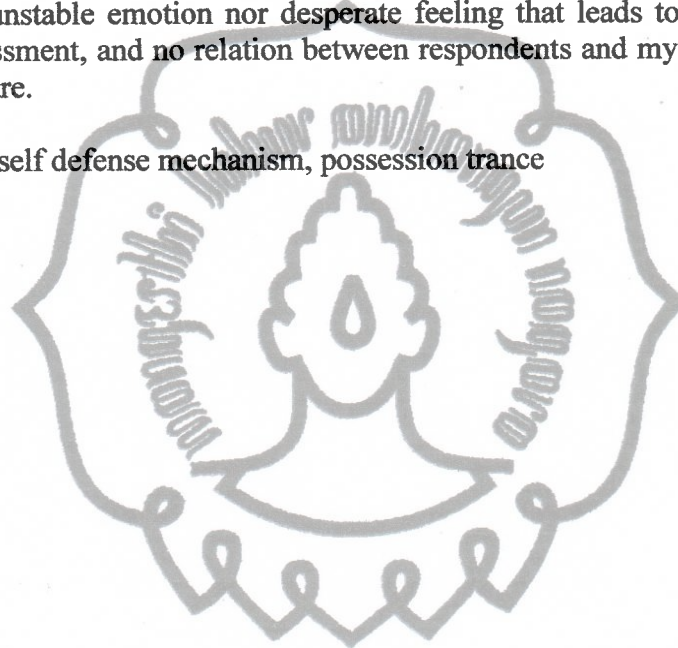 unstable emotion nor desperate feeling that leads to
ssment, and no relation between respondents and my
re.
self defense mechanism, possession trance